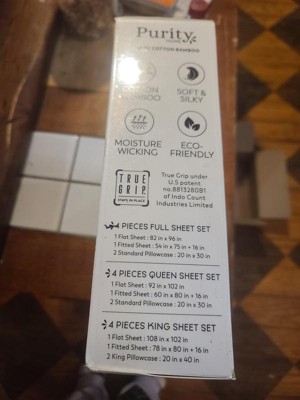 Purity
HOME
COTTON BAMBOO
SOFT &
SILKY
MOISTURE
WICKING
ECO-
FRIENDLY
TRUE
GRIP
STAYS IN PLACE
True Grip under
U.S patent
no.8813280B1
of Indo Count
Industries Limited
4 PIECES FULL SHEET SET
1 Flat Sheet : 82 in x 96 in
1 Fitted Sheet : 54 in x 75 in + 16 in
2 Standard Pillowcase : 20 in x 30 in
4 PIECES QUEEN SHEET SET
1 Flat Sheet : 92 in x 102 in
1 Fitted Sheet : 60 in x 80 in + 16 in
2 Standard Pillowcase : 20 in x 30 in
4 PIECES KING SHEET SET
1 Flat Sheet : 108 in x 102 in
1 Fitted Sheet : 78 in x 80 in + 16 in
2 King Pillowcase : 20 in x 40 in